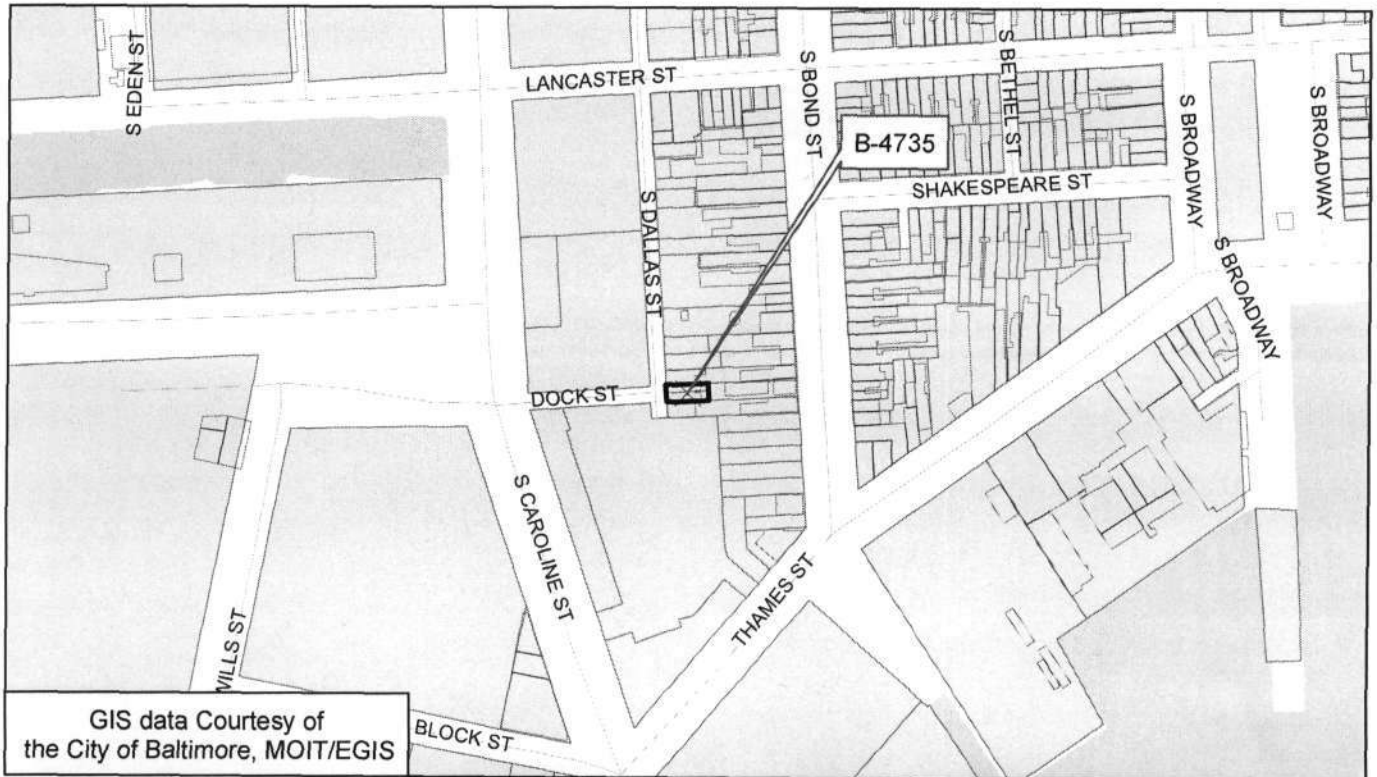 S EDEN ST
LANCASTER ST
S BOND ST
S BETHEL ST
S BROADWAY
S BROADWAY
B-4735
SHAKESPEARE ST
S DALLAS ST
S BROADWAY
DOCK ST
S CAROLINE ST
THAMES ST
WILLS ST
BLOCK ST
GIS data Courtesy of
the City of Baltimore, MOIT/EGIS